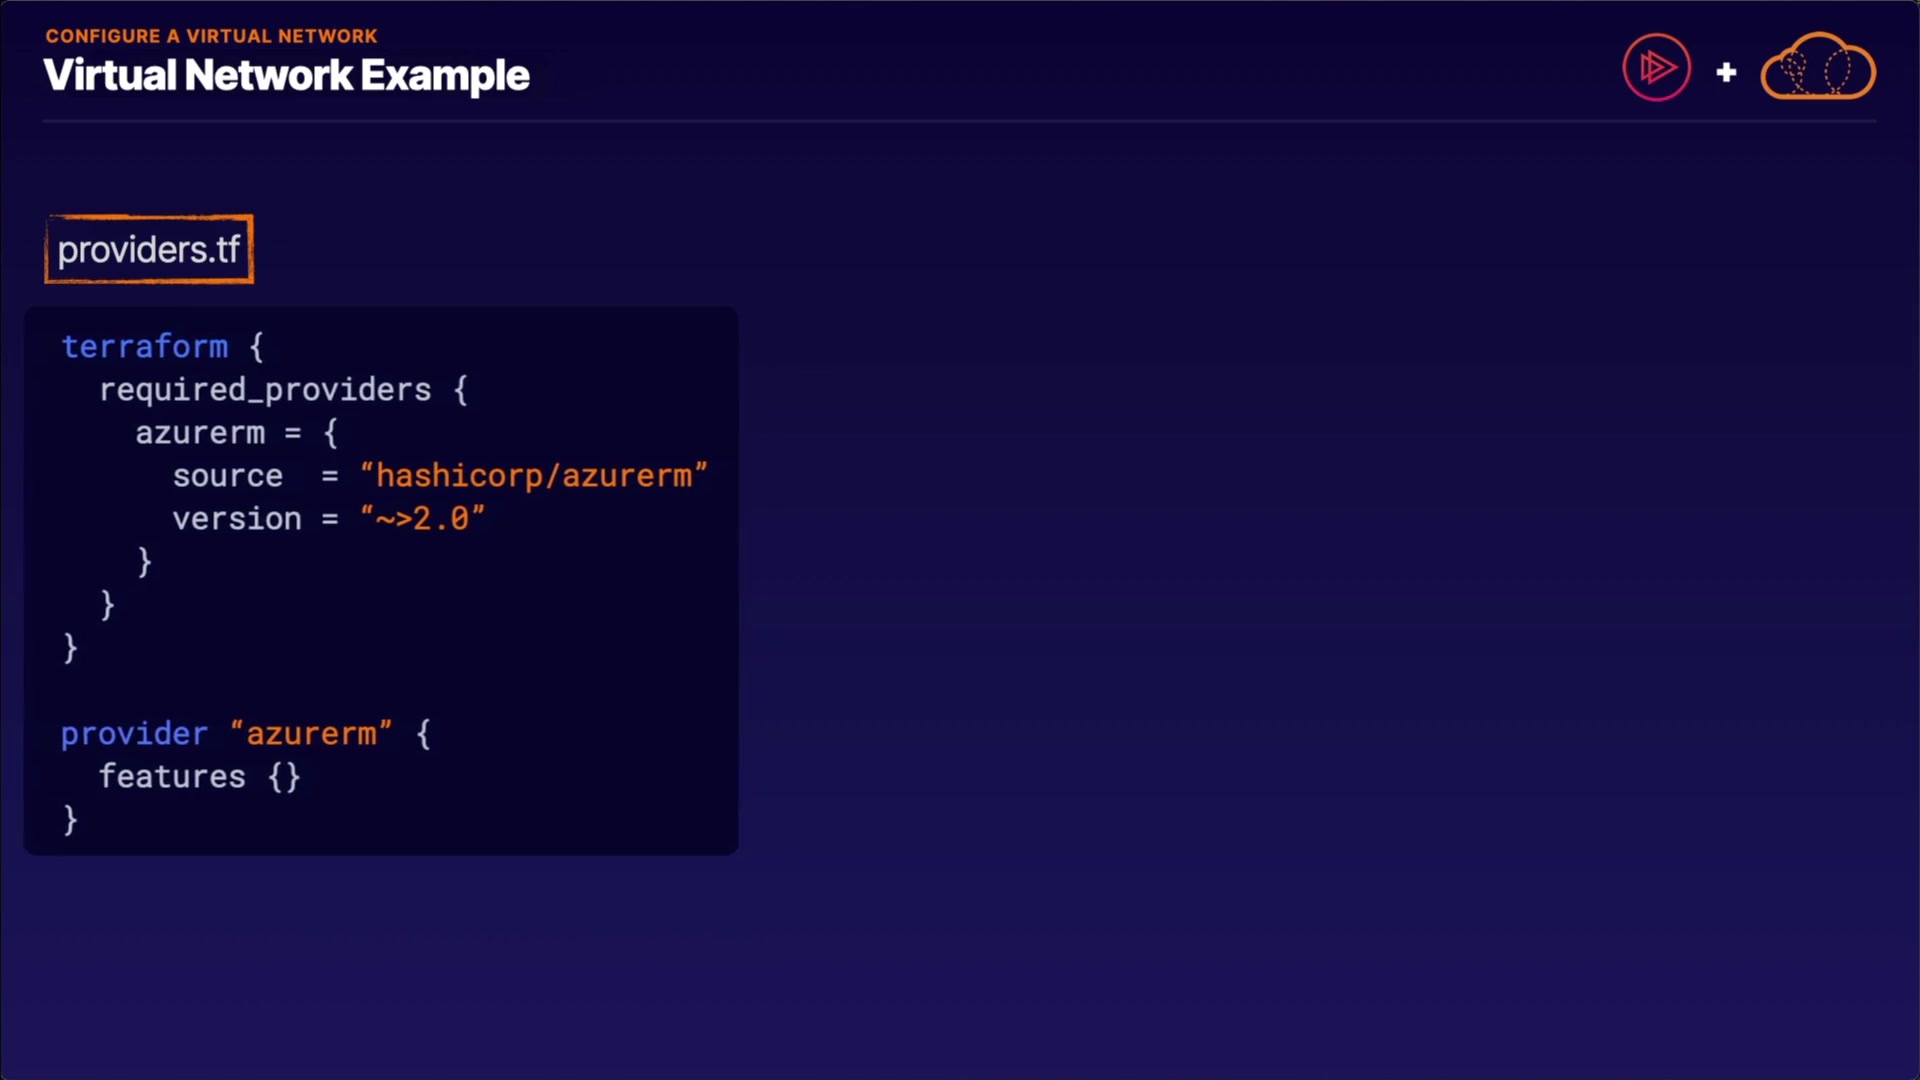 CONFIGURE A VIRTUAL NETWORK
Virtual Network Example
providers.tf
terraform {
  required_providers {
    azurerm = {
      source  = “hashicorp/azurerm”
      version = “~>2.0”
    }
  }
}

provider “azurerm” {
  features {}
}